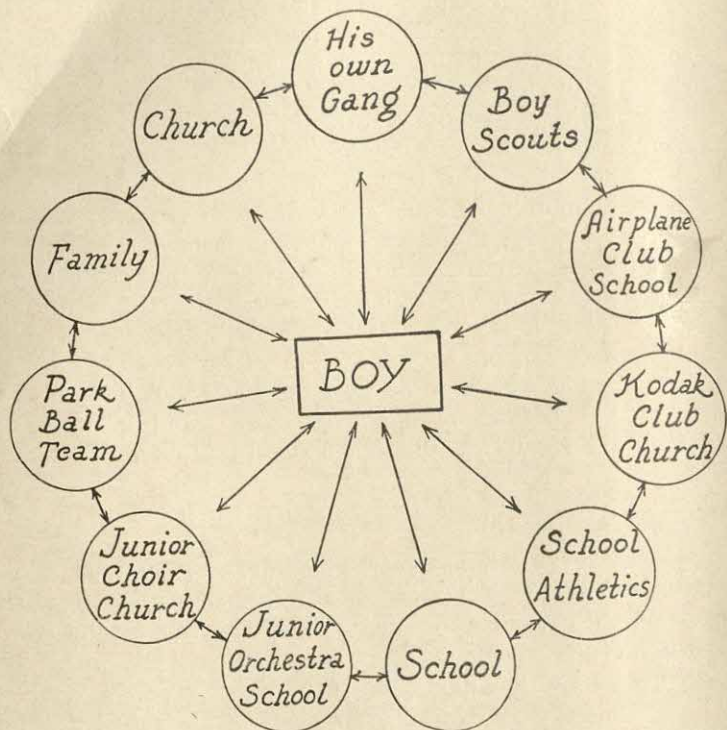 His
own
Gang
Boy
Scouts
Airplane
Club
School
Kodak
Club
Church
School
Athletics
School
Junior
Orchestra
School
Junior
Choir
Church
Park
Ball
Team
Family
Church
BOY